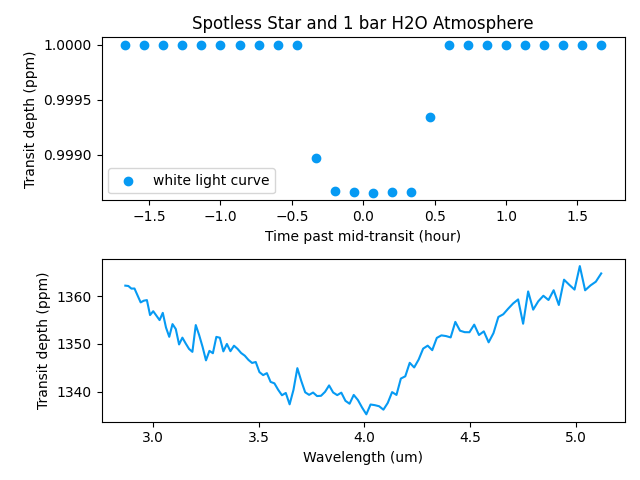 Spotless Star and 1 bar H2O Atmosphere
Transit depth (ppm)
1.0000
0.9995
0.9990
white light curve
−1.5 −1.0 −0.5 0.0 0.5 1.0 1.5
Time past mid-transit (hour)
Transit depth (ppm)
1360
1350
1340
3.0 3.5 4.0 4.5 5.0
Wavelength (um)